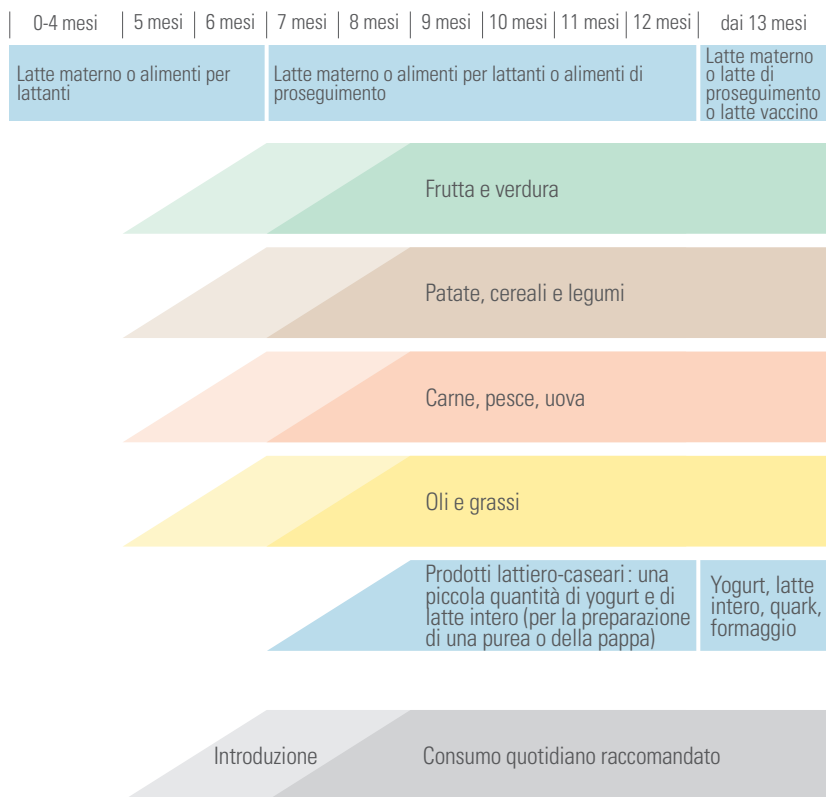 0-4 mesi 5 mesi 6 mesi 7 mesi 8 mesi 9 mesi 10 mesi 11 mesi 12 mesi dai 13 mesi
Latte materno o alimenti per
lattanti
Latte materno o alimenti per lattanti o alimenti di
proseguimento
Latte materno
o latte di
proseguimento
o latte vaccino
Frutta e verdura
Patate, cereali e legumi
Carne, pesce, uova
Oli e grassi
Prodotti lattiero-caseari: una
piccola quantità di yogurt e di
latte intero (per la preparazione
di una purea o della pappa)
Yogurt, latte
intero, quark,
formaggio
Introduzione
Consumo quotidiano raccomandato